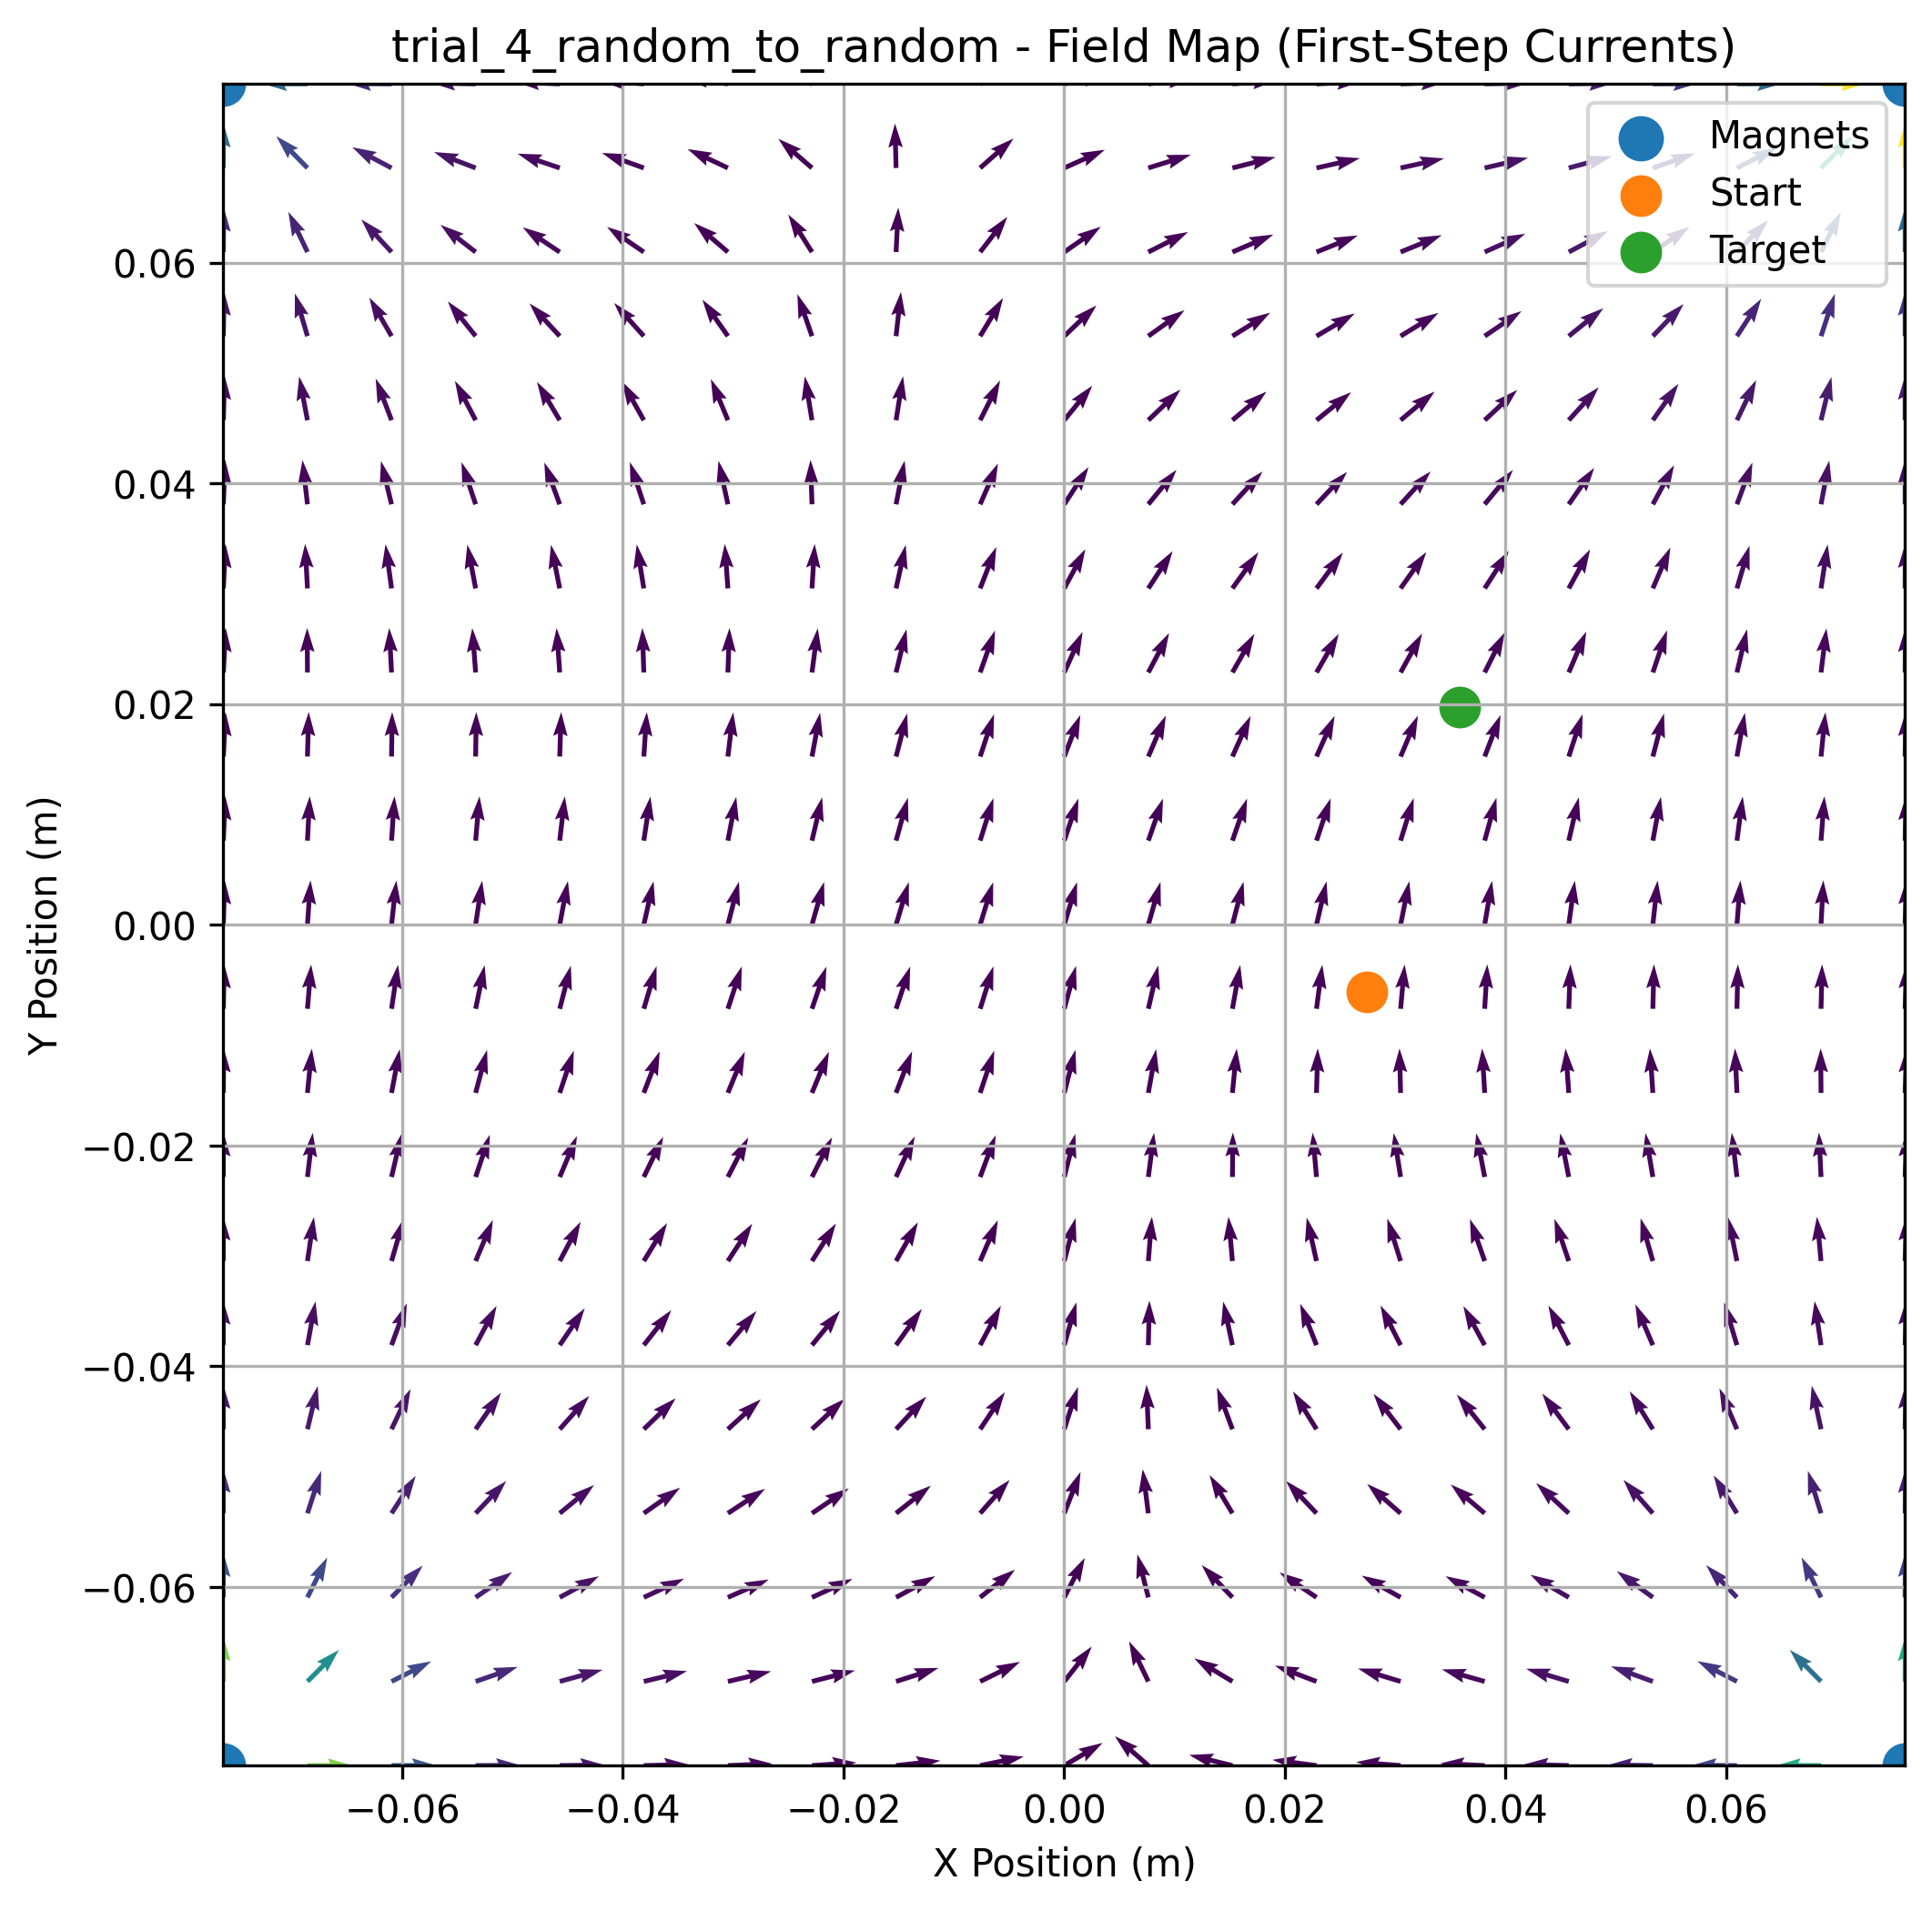 trial_4_random_to_random - Field Map (First-Step Currents)
Magnets
Start
Target
0.06
0.04
0.02
0.00
−0.02
−0.04
−0.06
Y Position (m)
−0.06 −0.04 −0.02 0.00 0.02 0.04 0.06
X Position (m)